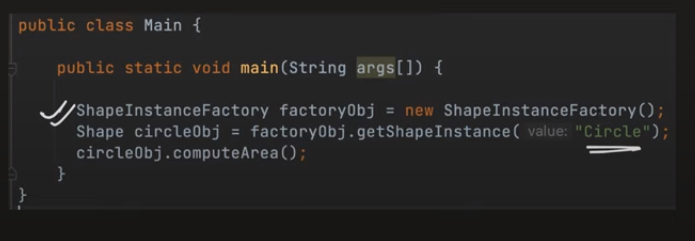 public class Main {
public static void main(String args[]) {
ShapeInstanceFactory factoryObj = new ShapeInstanceFactory();
Shape circleObj = factoryObj.getShapeInstance( value: "Circle");
circleObj.computeArea();
}
}